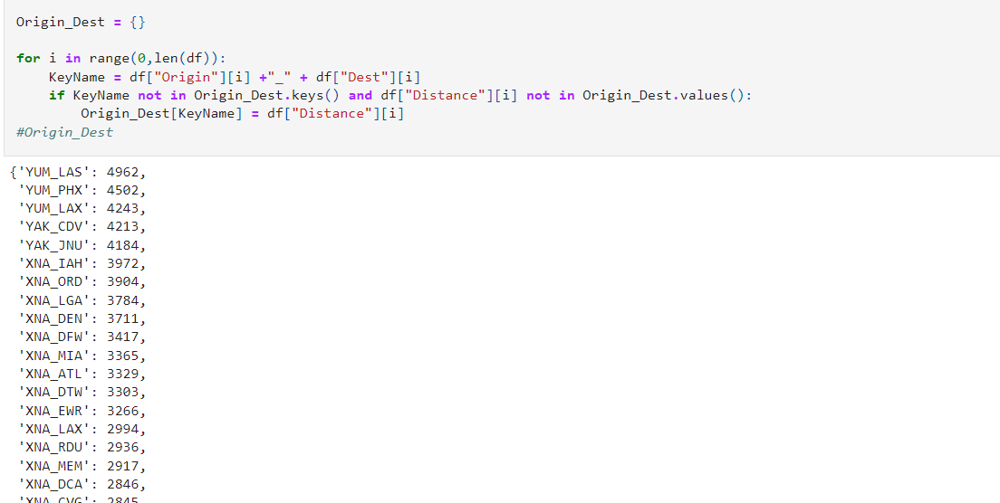 Origin_Dest = {}
for i in range(0,len(df)):
KeyName = df["Origin"][i] +"_" + df["Dest"][i]
if KeyName not in Origin_Dest.keys() and df["Distance"][i] not in Origin_Dest.values():
Origin_Dest[KeyName] = df["Distance"][i]
#Origin_Dest
{'YUM_LAS': 4962,
'YUM_PHX': 4502,
'YUM_LAX': 4243,
'YAK_CDV': 4213,
'YAK_JNU': 4184,
'XNA_IAH': 3972,
'XNA_ORD': 3904,
'XNA_LGA': 3784,
'XNA_DEN': 3711,
'XNA_DFW': 3417,
'XNA_MIA': 3365,
'XNA_ATL': 3329,
'XNA_DTW': 3303,
'XNA_EWR': 3266,
'XNA_LAX': 2994,
'XNA_RDU': 2936,
'XNA_MEM': 2917,
'XNA_DCA': 2846,
'XNA_CVG': 2845,